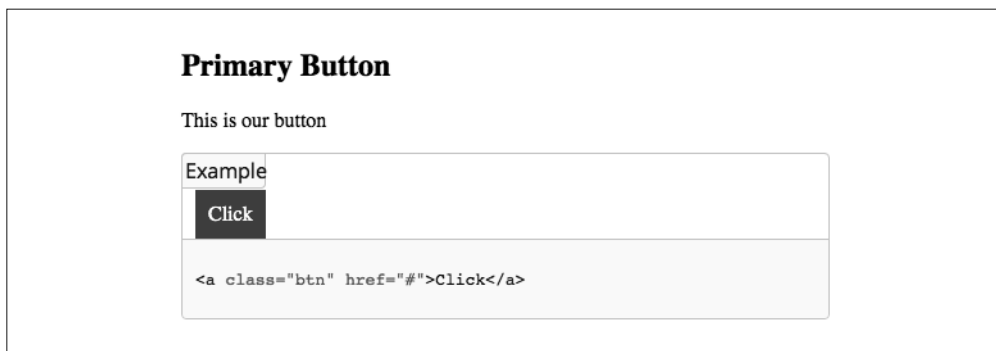 Primary Button
This is our button
Example
Click
<a class="btn" href="#">Click</a>